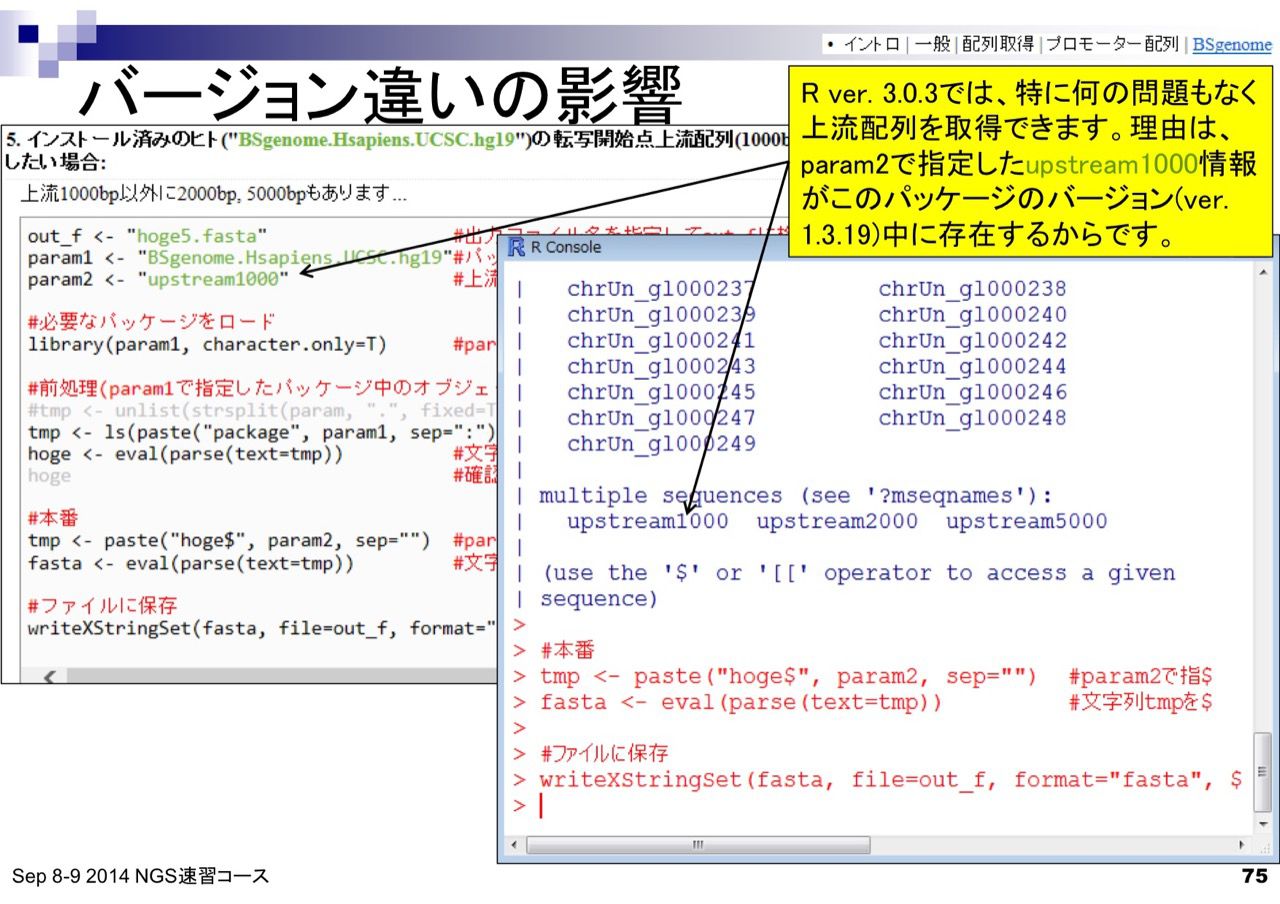 • イントロ | 一般 | 配列取得 | プロモーター配列 | BSgenome
バージョン違いの影響
R ver. 3.0.3では、特に何の問題もなく
上流配列を取得できます。理由は、
param2で指定したupstream1000情報
がこのパッケージのバージョン(ver.
1.3.19)中に存在するからです。
5. インストール済みのヒト("BSgenome.Hsapiens.UCSC.hg19")の転写開始点上流配列(1000b
したい場合:
上流1000bp以外に2000bp, 5000bpもあります...
out_f <- "hoge5.fasta"
param1 <- "BSgenome.Hsapiens.UCSC.hg19"#パッ
param2 <- "upstream1000" #上流
#必要なパッケージをロード
library(param1, character.only=T) #par
#前処理(param1で指定したパッケージ中のオブジェ
#tmp <- unlist(strsplit(param, ".", fixed=T
tmp <- ls(paste("package", param1, sep=":")
hoge <- eval(parse(text=tmp)) #文字
hoge #確認
#本番
tmp <- paste("hoge$", param2, sep="") #par
fasta <- eval(parse(text=tmp)) #文字
#ファイルに保存
writeXStringSet(fasta, file=out_f, format="
R Console
| chrUn_gl000237 chrUn_gl000238
| chrUn_gl000239 chrUn_gl000240
| chrUn_gl000241 chrUn_gl000242
| chrUn_gl000243 chrUn_gl000244
| chrUn_gl000245 chrUn_gl000246
| chrUn_gl000247 chrUn_gl000248
| chrUn_gl000249
|
| multiple sequences (see '?mseqnames'):
| upstream1000 upstream2000 upstream5000
|
| (use the '$' or '[[' operator to access a given
| sequence)
>
> #本番
> tmp <- paste("hoge$", param2, sep="") #param2で指$
> fasta <- eval(parse(text=tmp)) #文字列tmpを$
>
> #ファイルに保存
> writeXStringSet(fasta, file=out_f, format="fasta", $
>
Sep 8-9 2014 NGS速習コース
75